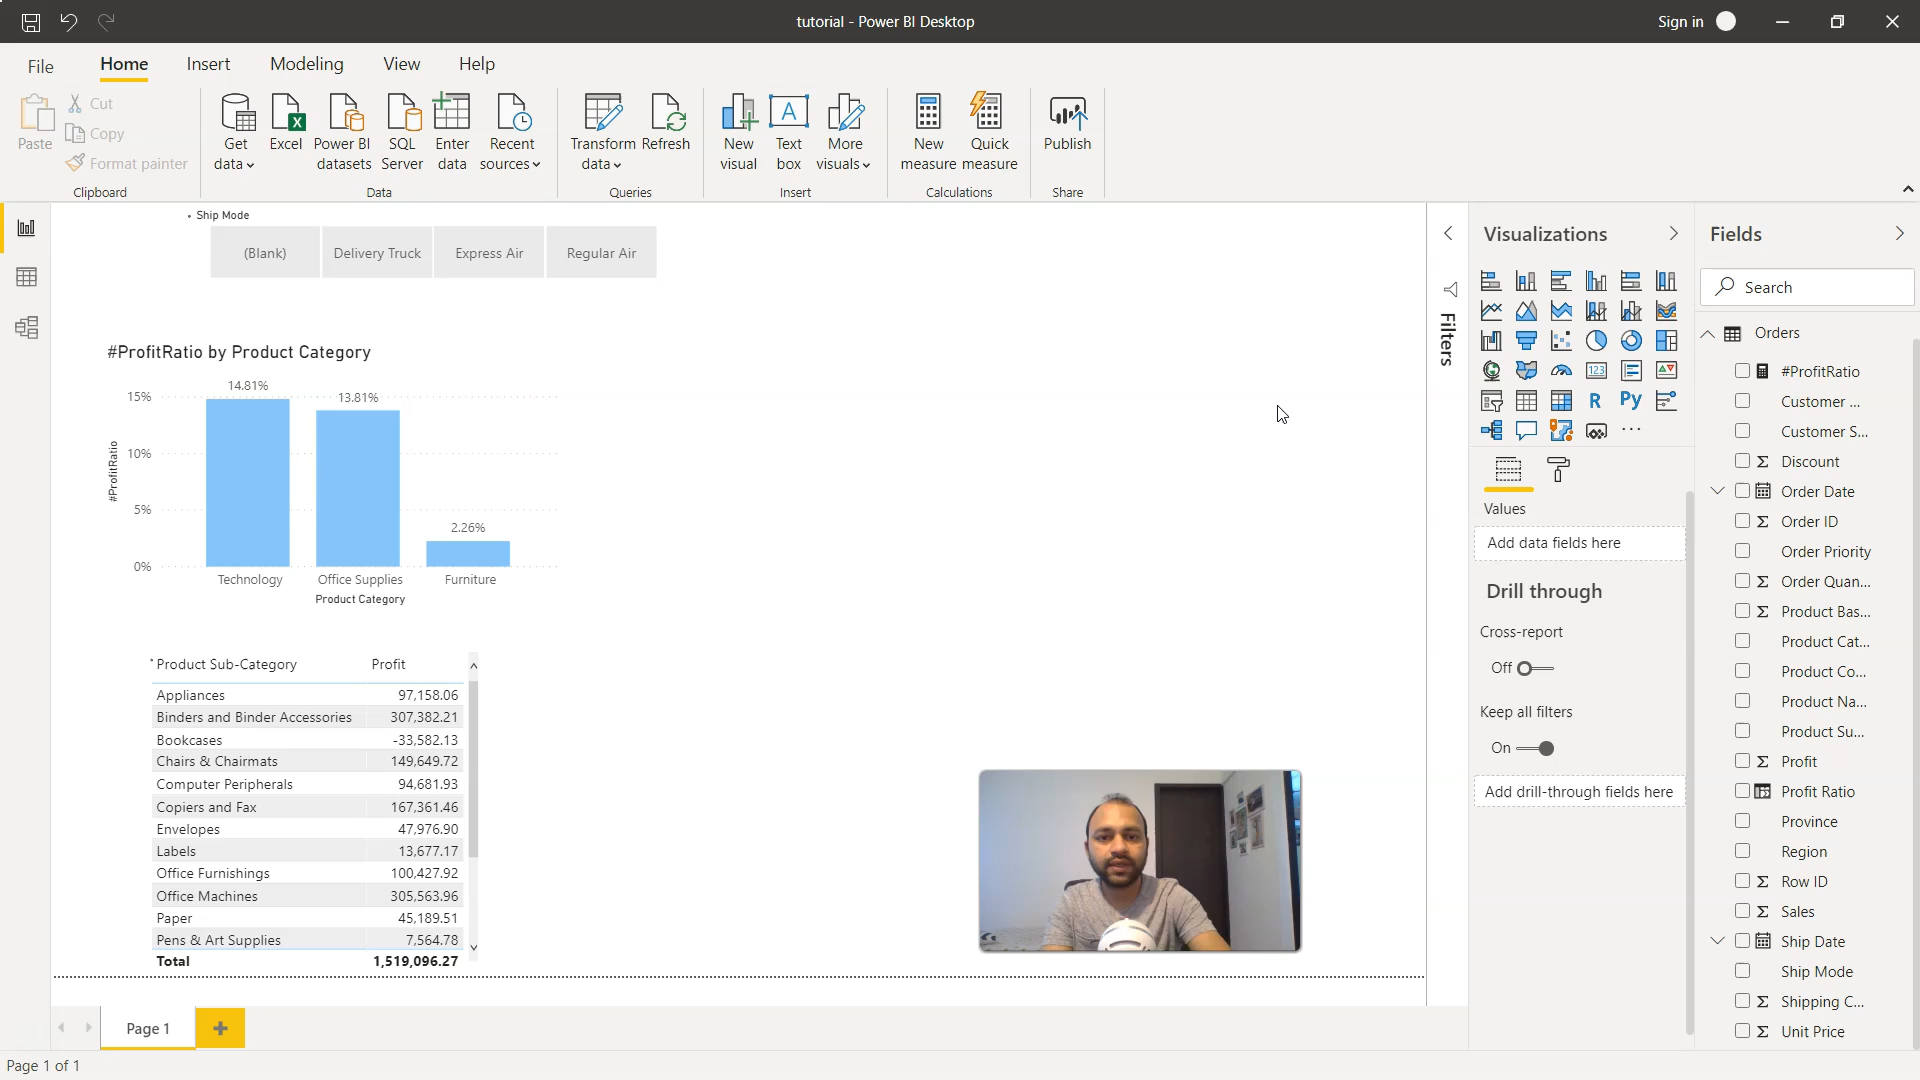 tutorial - Power BI Desktop
Sign in
File
Home
Insert
Modeling
View
Help
Paste
Cut
Copy
Format painter
Clipboard
Get
data
Excel
Power BI
datasets
SQL
Server
Enter
data
Recent
sources
Data
Transform
data
Refresh
Queries
New
visual
Text
box
More
visuals
Insert
New
measure
Quick
measure
Calculations
Publish
Share
Ship Mode
(Blank)
Delivery Truck
Express Air
Regular Air
#ProfitRatio by Product Category
15%
10%
5%
0%
#ProfitRatio
14.81%
13.81%
2.26%
Technology
Office Supplies
Furniture
Product Category
Product Sub-Category Profit
Appliances 97,158.06
Binders and Binder Accessories 307,382.21
Bookcases -33,582.13
Chairs & Chairmats 149,649.72
Computer Peripherals 94,681.93
Copiers and Fax 167,361.46
Envelopes 47,976.90
Labels 13,677.17
Office Furnishings 100,427.92
Office Machines 305,563.96
Paper 45,189.51
Pens & Art Supplies 7,564.78
Total 1,519,096.27
Page 1
Page 1 of 1
Filters
Visualizations
123
R
Py
Values
Add data fields here
Drill through
Cross-report
Off
Keep all filters
On
Add drill-through fields here
Fields
Search
Orders
#ProfitRatio
Customer ...
Customer S...
Discount
Order Date
Order ID
Order Priority
Order Quan...
Product Bas...
Product Cat...
Product Co...
Product Na...
Product Su...
Profit
Profit Ratio
Province
Region
Row ID
Sales
Ship Date
Ship Mode
Shipping C...
Unit Price